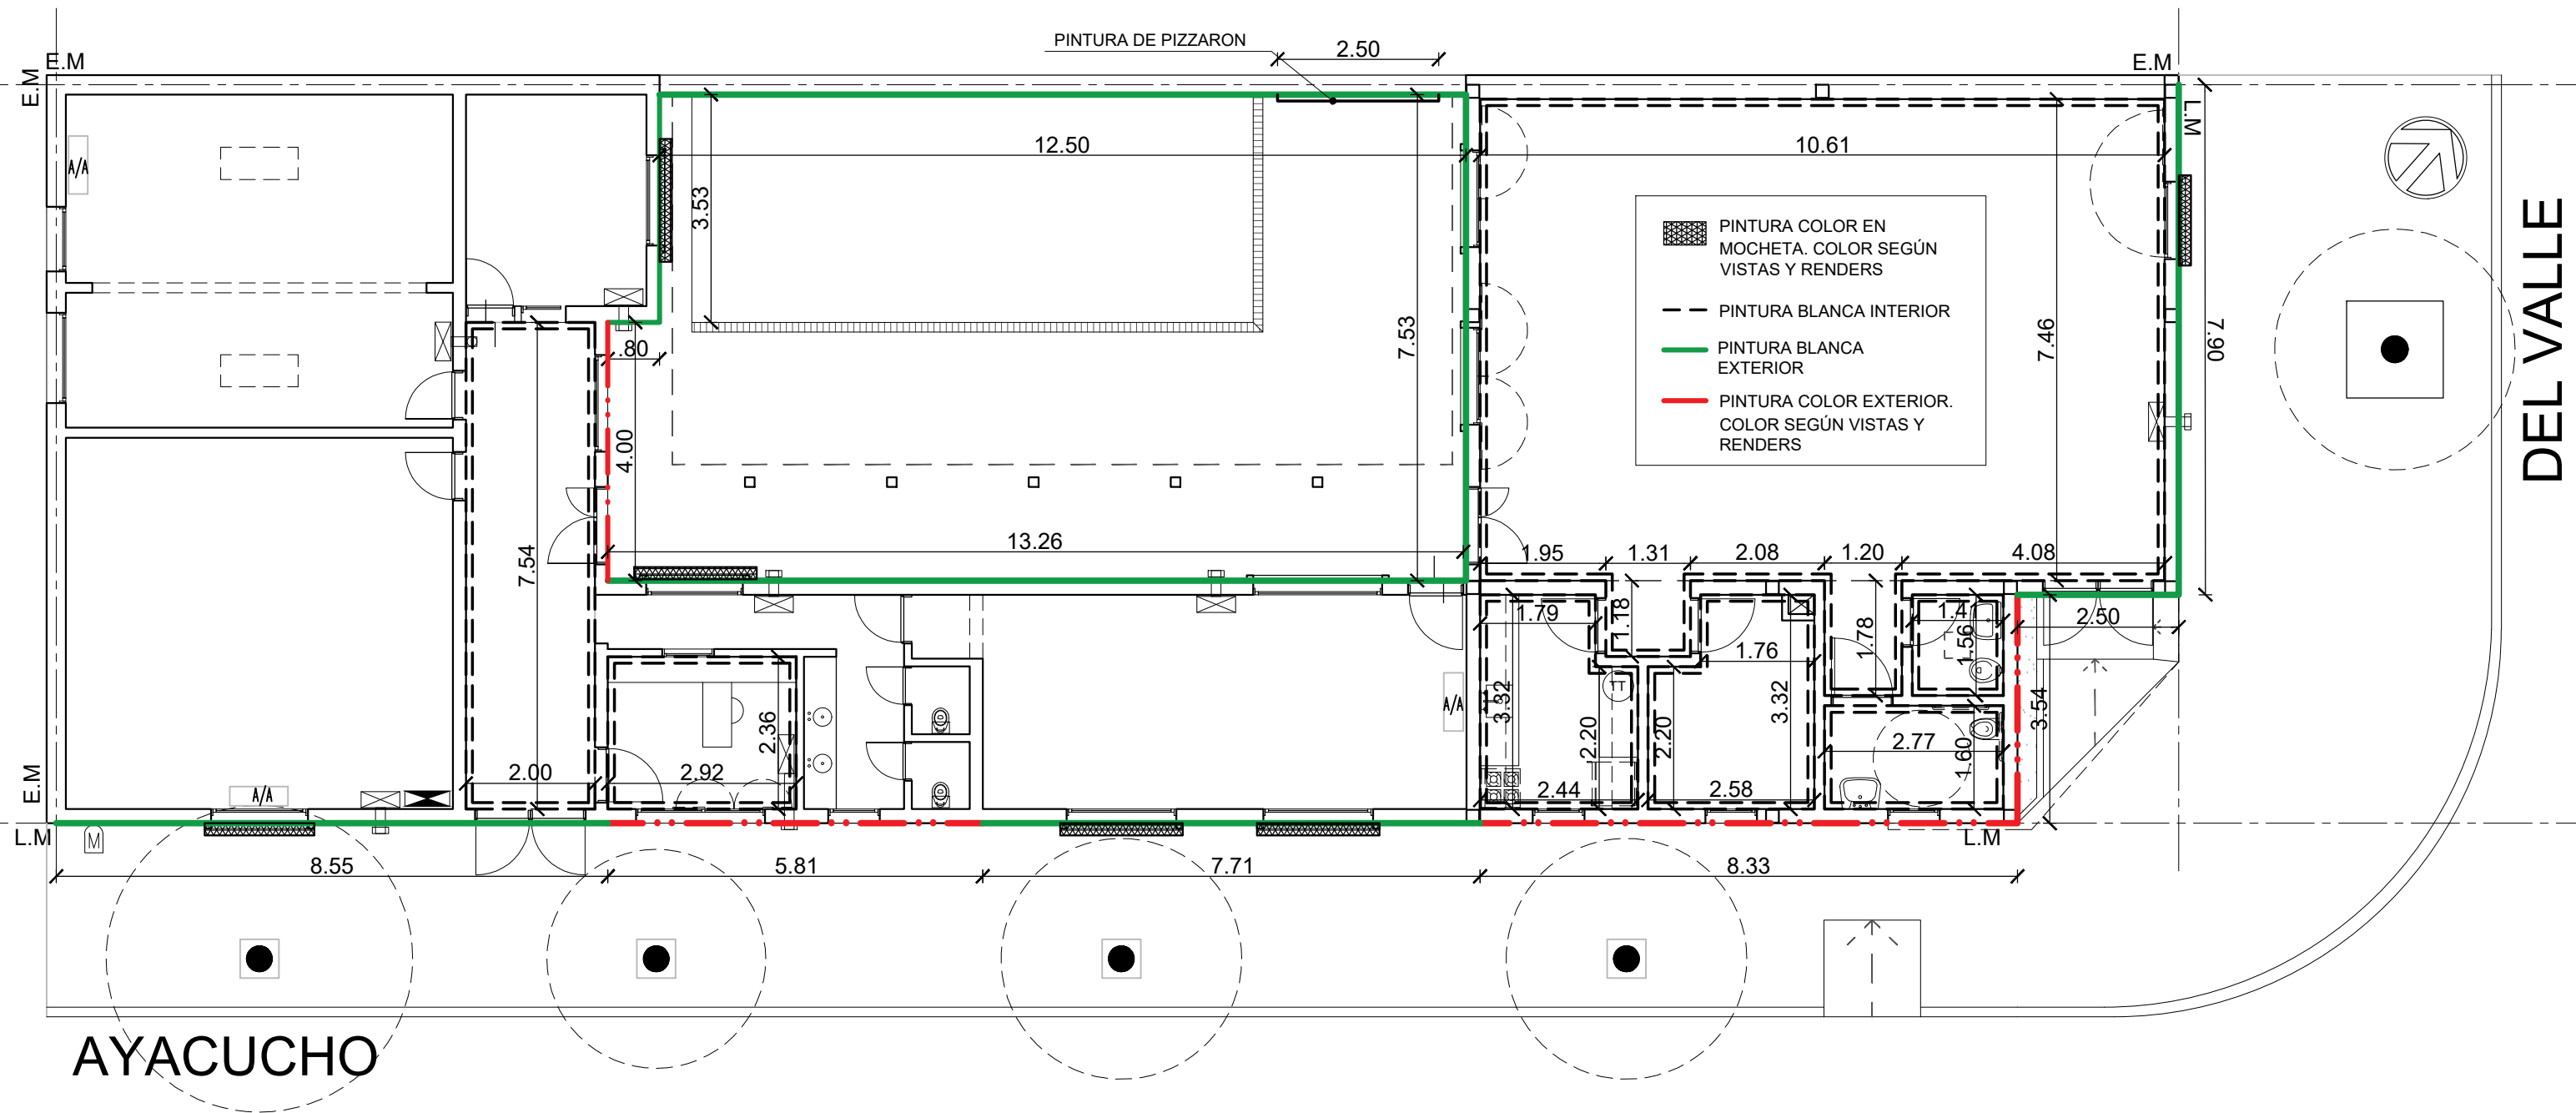 E.M
E.M
PINTURA DE PIZZARON
2.50
E.M
L.M
A/A
12.50
10.61
3.53
PINTURA COLOR EN
MOCHETA. COLOR SEGÚN
VISTAS Y RENDERS
PINTURA BLANCA INTERIOR
PINTURA BLANCA
EXTERIOR
PINTURA COLOR EXTERIOR.
COLOR SEGÚN VISTAS Y
RENDERS
7.53
7.46
7.90
DEL VALLE
.80
4.00
13.26
7.54
1.95
1.31
2.08
1.20
4.08
1.79
1.18
1.76
1.78
1.41
1.56
2.50
A/A
3.32
TT
2.20
2.20
3.32
2.77
1.60
3.54
2.36
2.00
2.92
2.44
2.58
E.M
A/A
L.M
M
L.M
8.55
5.81
7.71
8.33
AYACUCHO